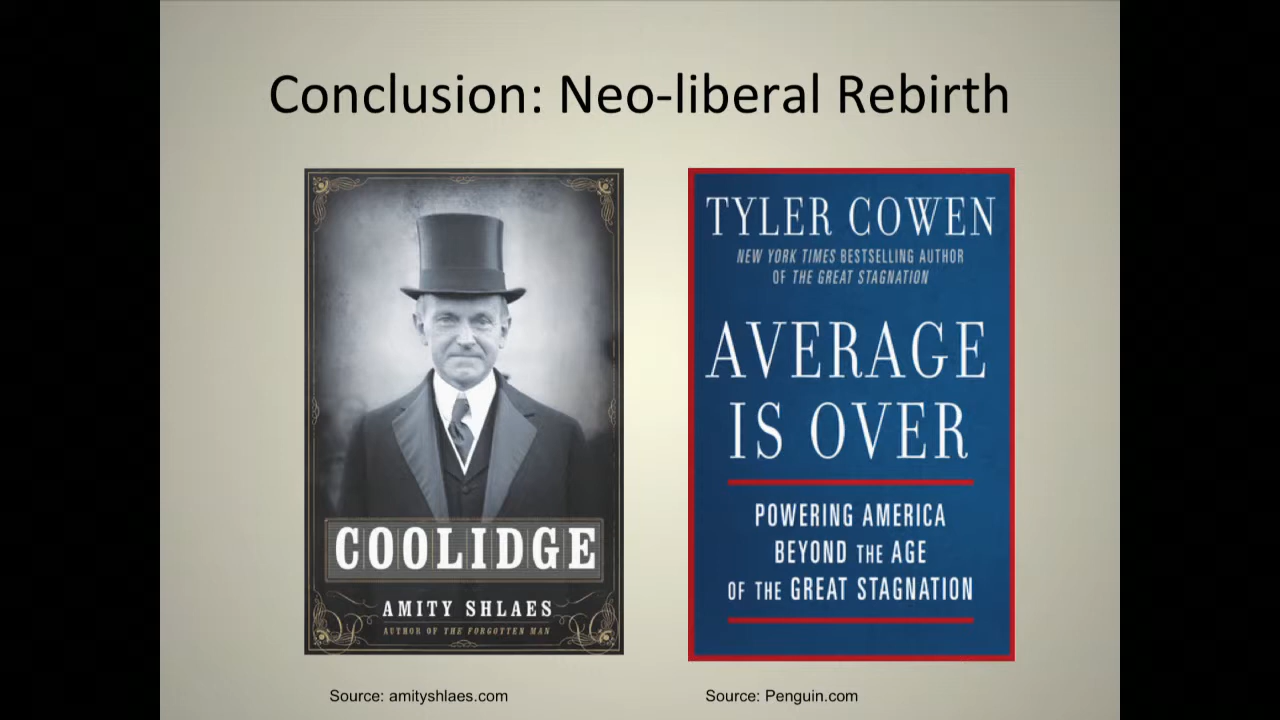 Conclusion: Neo-liberal Rebirth
COOLIDGE
AMITY SHLAES
AUTHOR OF THE FORGOTTEN MAN
Source: amityshlaes.com
TYLER COWEN
NEW YORK TIMES BESTSELLING AUTHOR
OF THE GREAT STAGNATION
AVERAGE
IS OVER
POWERING AMERICA
BEYOND THE AGE
OF THE GREAT STAGNATION
Source: Penguin.com